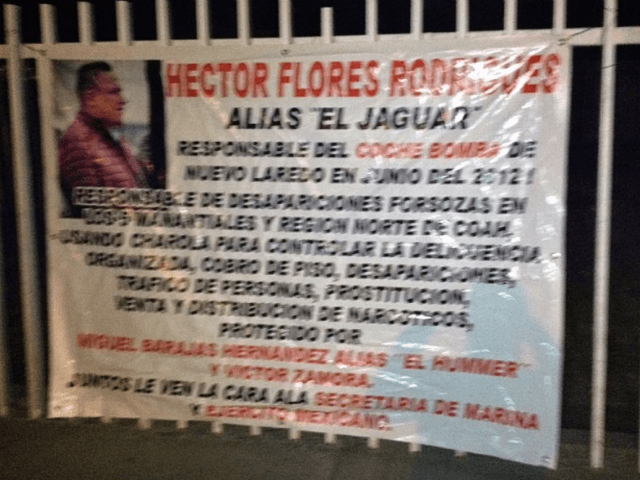 HECTOR FLORES RODRIGUES
ALIAS "EL JAGUAR"
RESPONSABLE DEL COCHE BOMBA DE
NUEVO LAREDO EN JUNIO DEL 2012!
RESPONSABLE DE DESAPARICIONES FORSOZAS EN
5 MANANTIALES Y REGION NORTE DE COAH.
USANDO CHAROLA PARA CONTROLAR LA DELICUENCIA
ORGANIZADA, COBRO DE PISO, DESAPARICIONES,
TRAFICO DE PERSONAS, PROSTITUCION,
VENTA Y DISTRIBUCION DE NARCOTICOS,
PROTEGIDO POR
MIGUEL BARAJAS HERNANDEZ ALIAS "EL HUMMER"
Y VICTOR ZAMORA.
JUNTOS LE VEN LA CARA ALA SECRETARIA DE MARINA
Y EJERCITO MEXICANO.